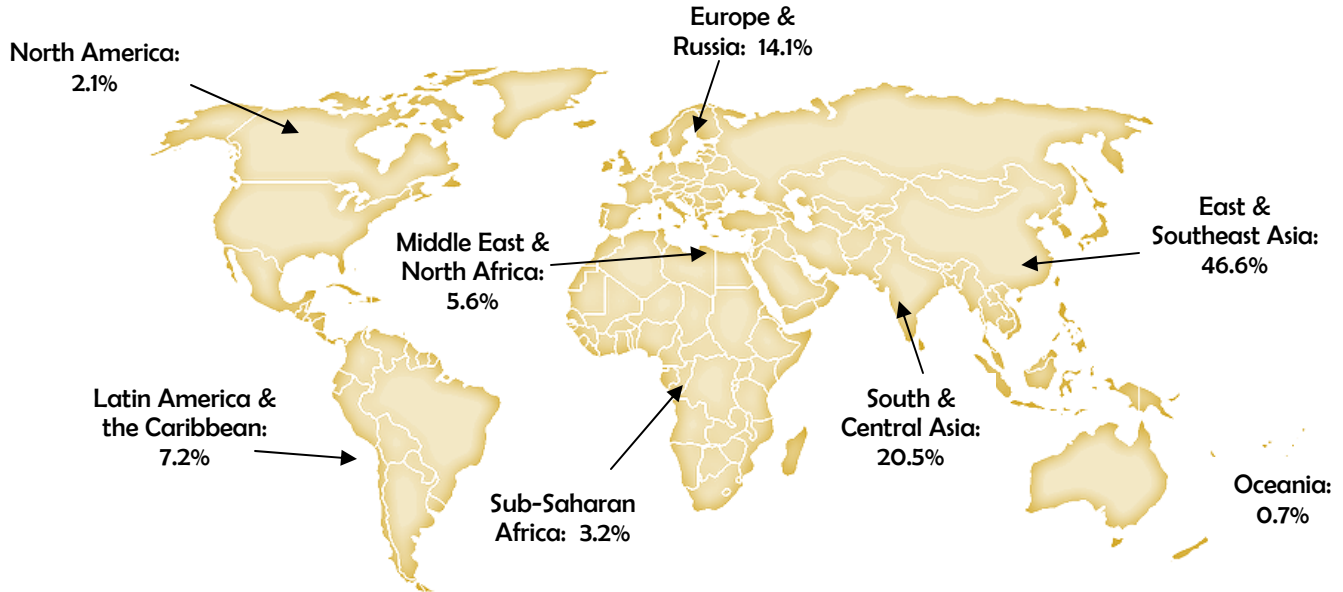 Europe &
Russia: 14.1%
North America:
2.1%
East &
Southeast Asia:
46.6%
Middle East &
North Africa:
5.6%
Latin America &
the Caribbean:
7.2%
South &
Central Asia:
20.5%
Sub-Saharan
Africa: 3.2%
Oceania:
0.7%